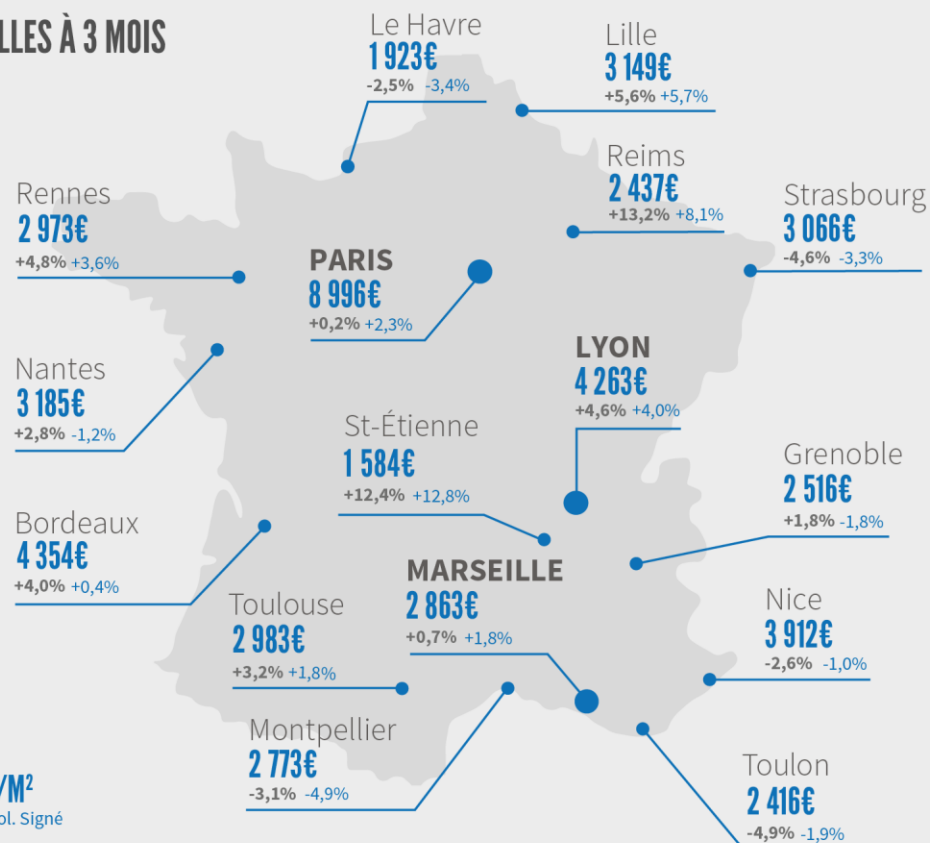 À 3 MOIS
Le Havre
1 923€
-2,5% -3,4%
Lille
3 149€
+5,6% +5,7%
Reims
2 437€
+13,2% +8,1%
Strasbourg
3 066€
-4,6% -3,3%
Rennes
2 973€
+4,8% +3,6%
PARIS
8 996€
+0,2% +2,3%
LYON
4 263€
+4,6% +4,0%
Nantes
3 185€
+2,8% -1,2%
St-Étienne
1 584€
+12,4% +12,8%
Grenoble
2 516€
+1,8% -1,8%
Bordeaux
4 354€
+4,0% +0,4%
MARSEILLE
2 863€
+0,7% +1,8%
Toulouse
2 983€
+3,2% +1,8%
Nice
3 912€
-2,6% -1,0%
Montpellier
2 773€
-3,1% -4,9%
Toulon
2 416€
-4,9% -1,9%
/M²
Signé